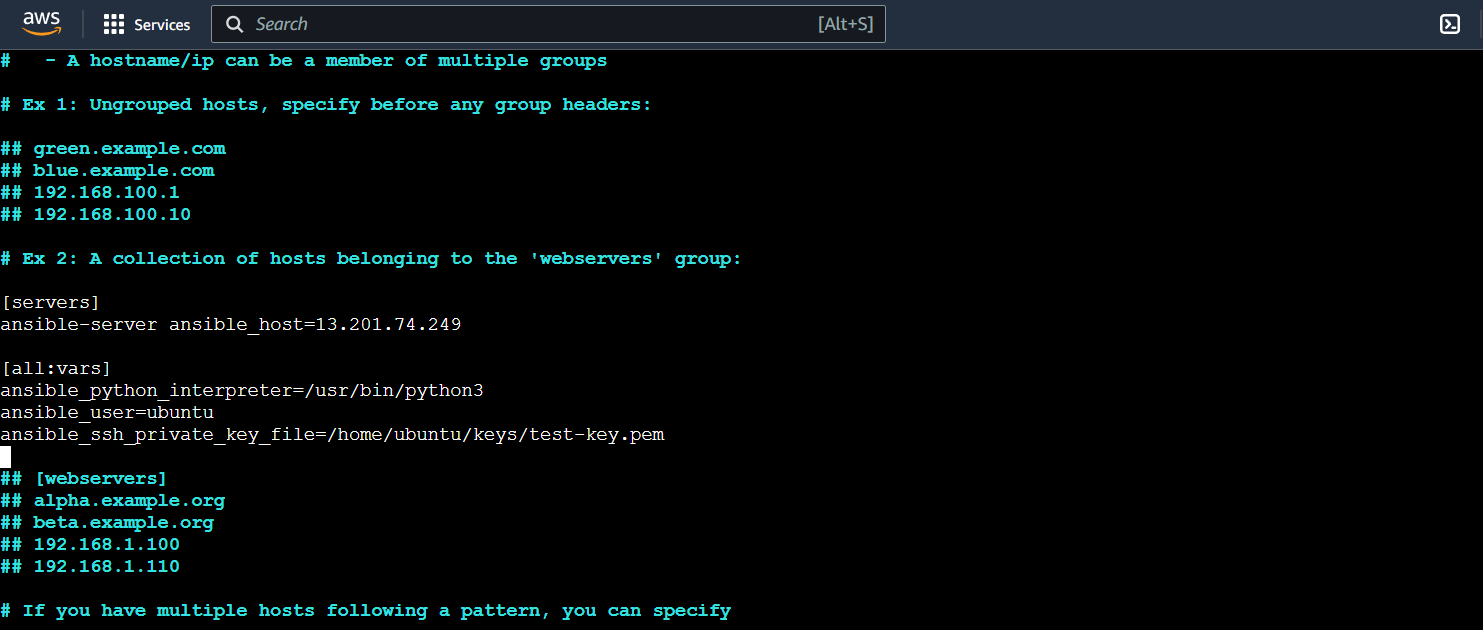 aws
Services
Search
[Alt+S]
#   - A hostname/ip can be a member of multiple groups
# Ex 1: Ungrouped hosts, specify before any group headers:
## green.example.com
## blue.example.com
## 192.168.100.1
## 192.168.100.10
# Ex 2: A collection of hosts belonging to the 'webservers' group:
[servers]
ansible-server ansible_host=13.201.74.249
[all:vars]
ansible_python_interpreter=/usr/bin/python3
ansible_user=ubuntu
ansible_ssh_private_key_file=/home/ubuntu/keys/test-key.pem
## [webservers]
## alpha.example.org
## beta.example.org
## 192.168.1.100
## 192.168.1.110
# If you have multiple hosts following a pattern, you can specify